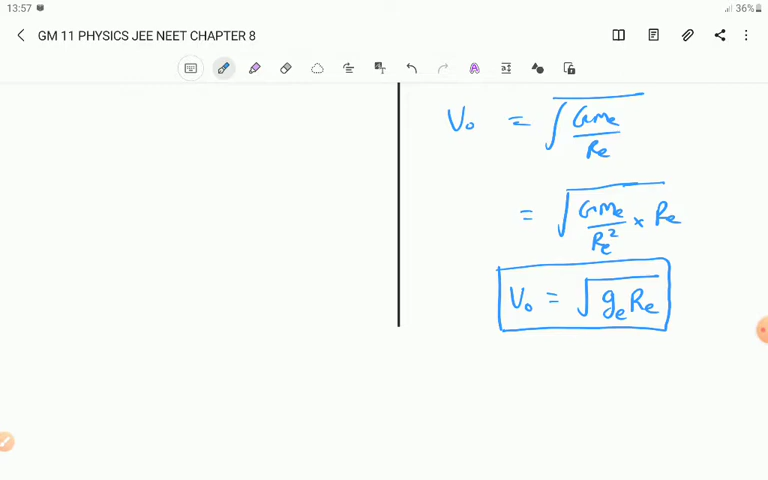 13:57 36%
GM 11 PHYSICS JEE NEET CHAPTER 8
V₀ = √(GMe/Re)
= √(GMe/Re² × Re)
V₀ = √(geRe)